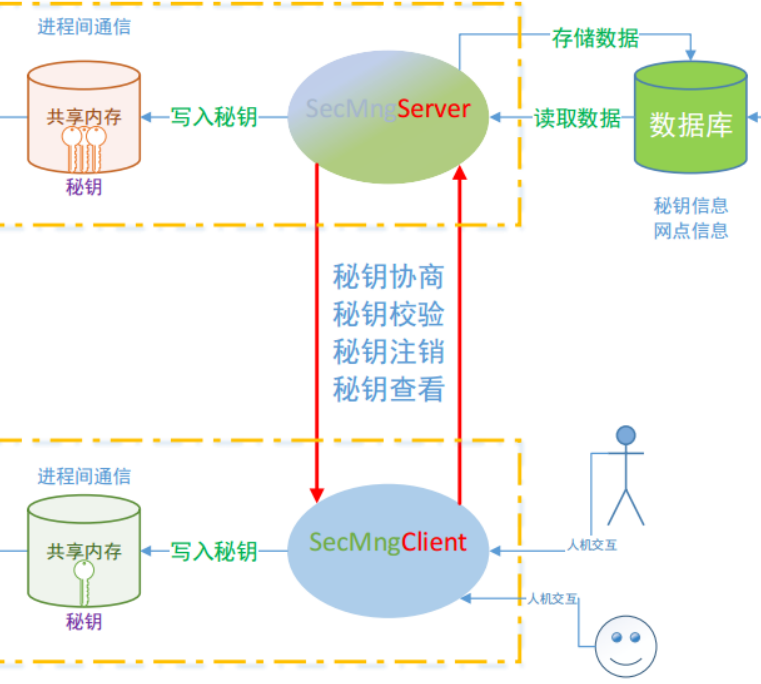 进程间通信
存储数据
共享内存
写入秘钥
SecMngServer
读取数据
数据库
秘钥
秘钥信息
网点信息
秘钥协商
秘钥校验
秘钥注销
秘钥查看
进程间通信
共享内存
写入秘钥
SecMngClient
人机交互
秘钥
人机交互